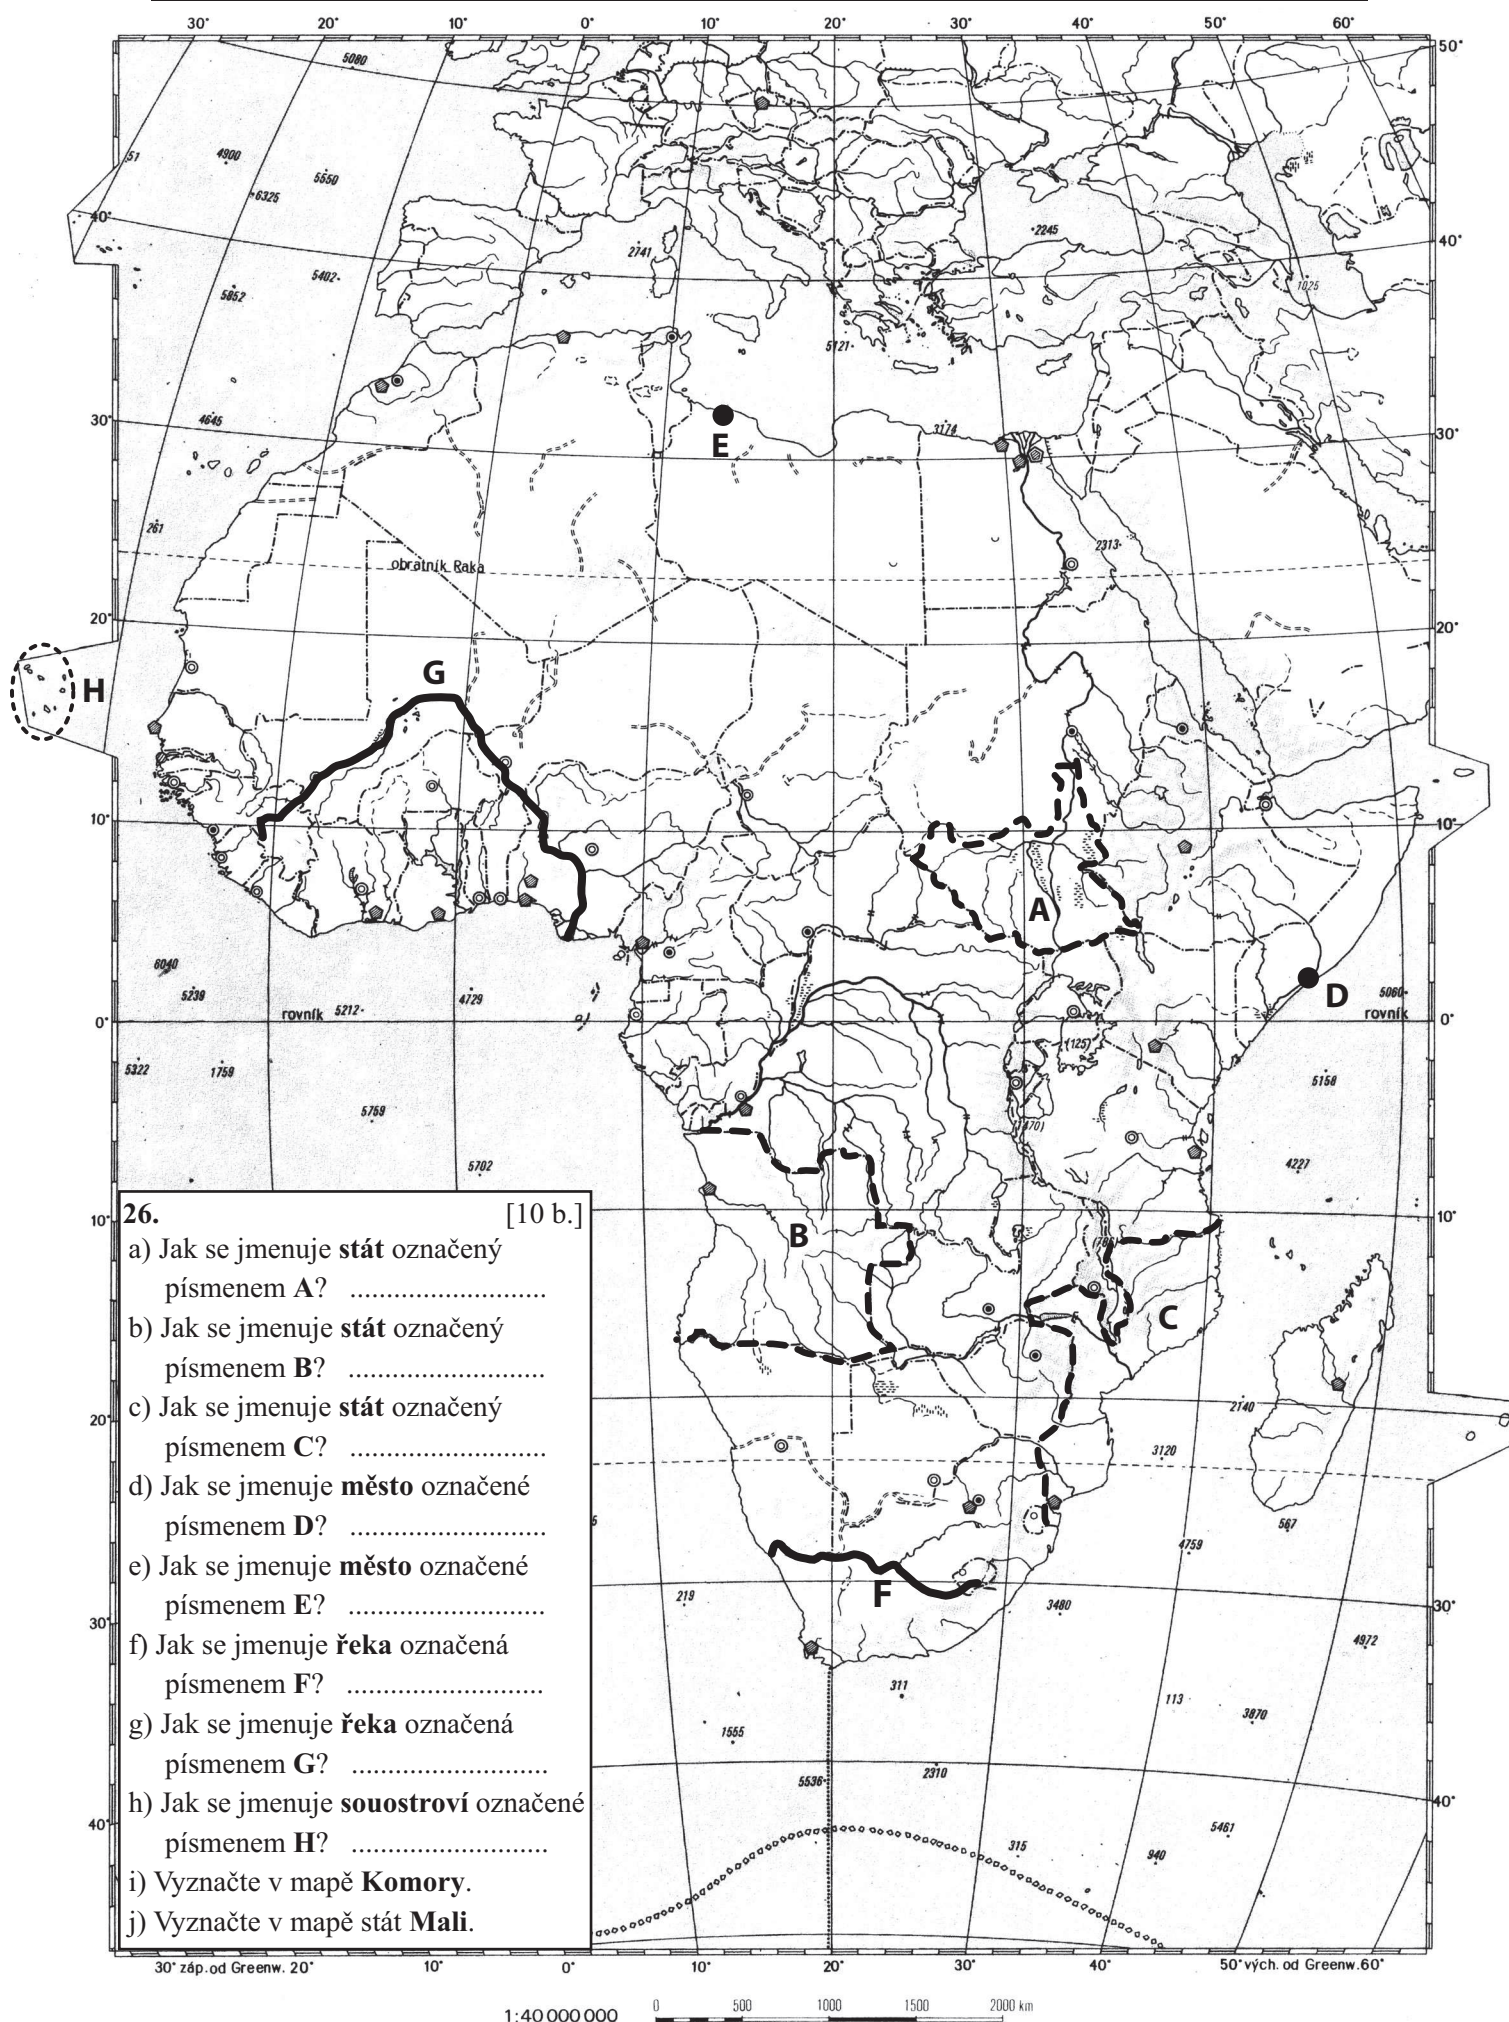 30° 20° 10° 0° 10° 20° 30° 40° 50° 60°
50° 50°
5080
51 4900 5550
6325
40° 2245 40°
2741
5402
5852 1025
5121
30° 4645 3174 30°
E
261 2313
obratník Raka
20° 20°
G
H
10° 10°
A
6040
5239 4729 D 5060
rovník 5212 rovník
0° 0°
(125)
5322 1759 5158
5759
5702 4227
10° B 10°
C
20° 2140
3120
567
4759
219 F 3480
30° 30°
4972
311
113 3870
1555
5536 2310
40° 40°
315 5461
940
26. [10 b.]
a) Jak se jmenuje stát označený
písmenem A? ...........................
b) Jak se jmenuje stát označený
písmenem B? ...........................
c) Jak se jmenuje stát označený
písmenem C? ...........................
d) Jak se jmenuje město označené
písmenem D? ...........................
e) Jak se jmenuje město označené
písmenem E? ...........................
f) Jak se jmenuje řeka označená
písmenem F? ...........................
g) Jak se jmenuje řeka označená
písmenem G? ...........................
h) Jak se jmenuje souostroví označené
písmenem H? ...........................
i) Vyznačte v mapě Komory.
j) Vyznačte v mapě stát Mali.
30° záp. od Greenw. 20° 10° 0° 10° 20° 30° 40° 50° vých. od Greenw. 60°
1:40 000 000 0 500 1000 1500 2000 km